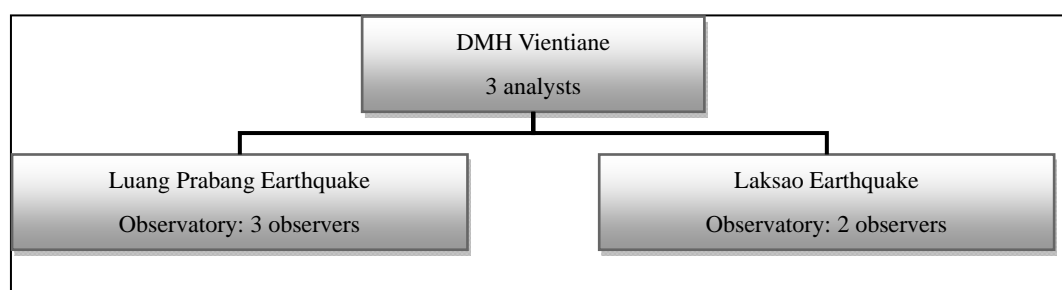 DMH Vientiane
3 analysts
Luang Prabang Earthquake
Observatory: 3 observers
Laksao Earthquake
Observatory: 2 observers